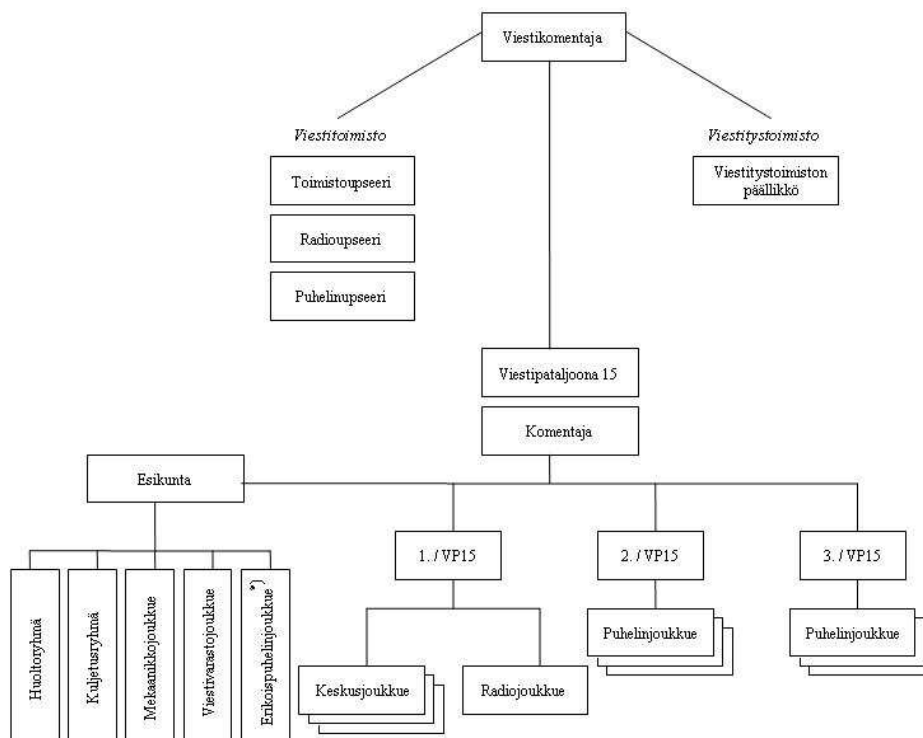 Viestikomentaja
Viestitoimisto
Viestitystoimisto
Toimistoupseeri
Viestitystoimiston
päällikkö
Radioupseeri
Puhelinupseeri
Viestipataljoona 15
Komentaja
Esikunta
1. / VP15
2. / VP15
3. / VP15
Huoltoryhmä
Kuljetusryhmä
Mekaanikkojoukkue
Viestivarastojoukkue
Erikoispuhelinjoukkue *)
Keskusjoukkue
Radiojoukkue
Puhelinjoukkue
Puhelinjoukkue